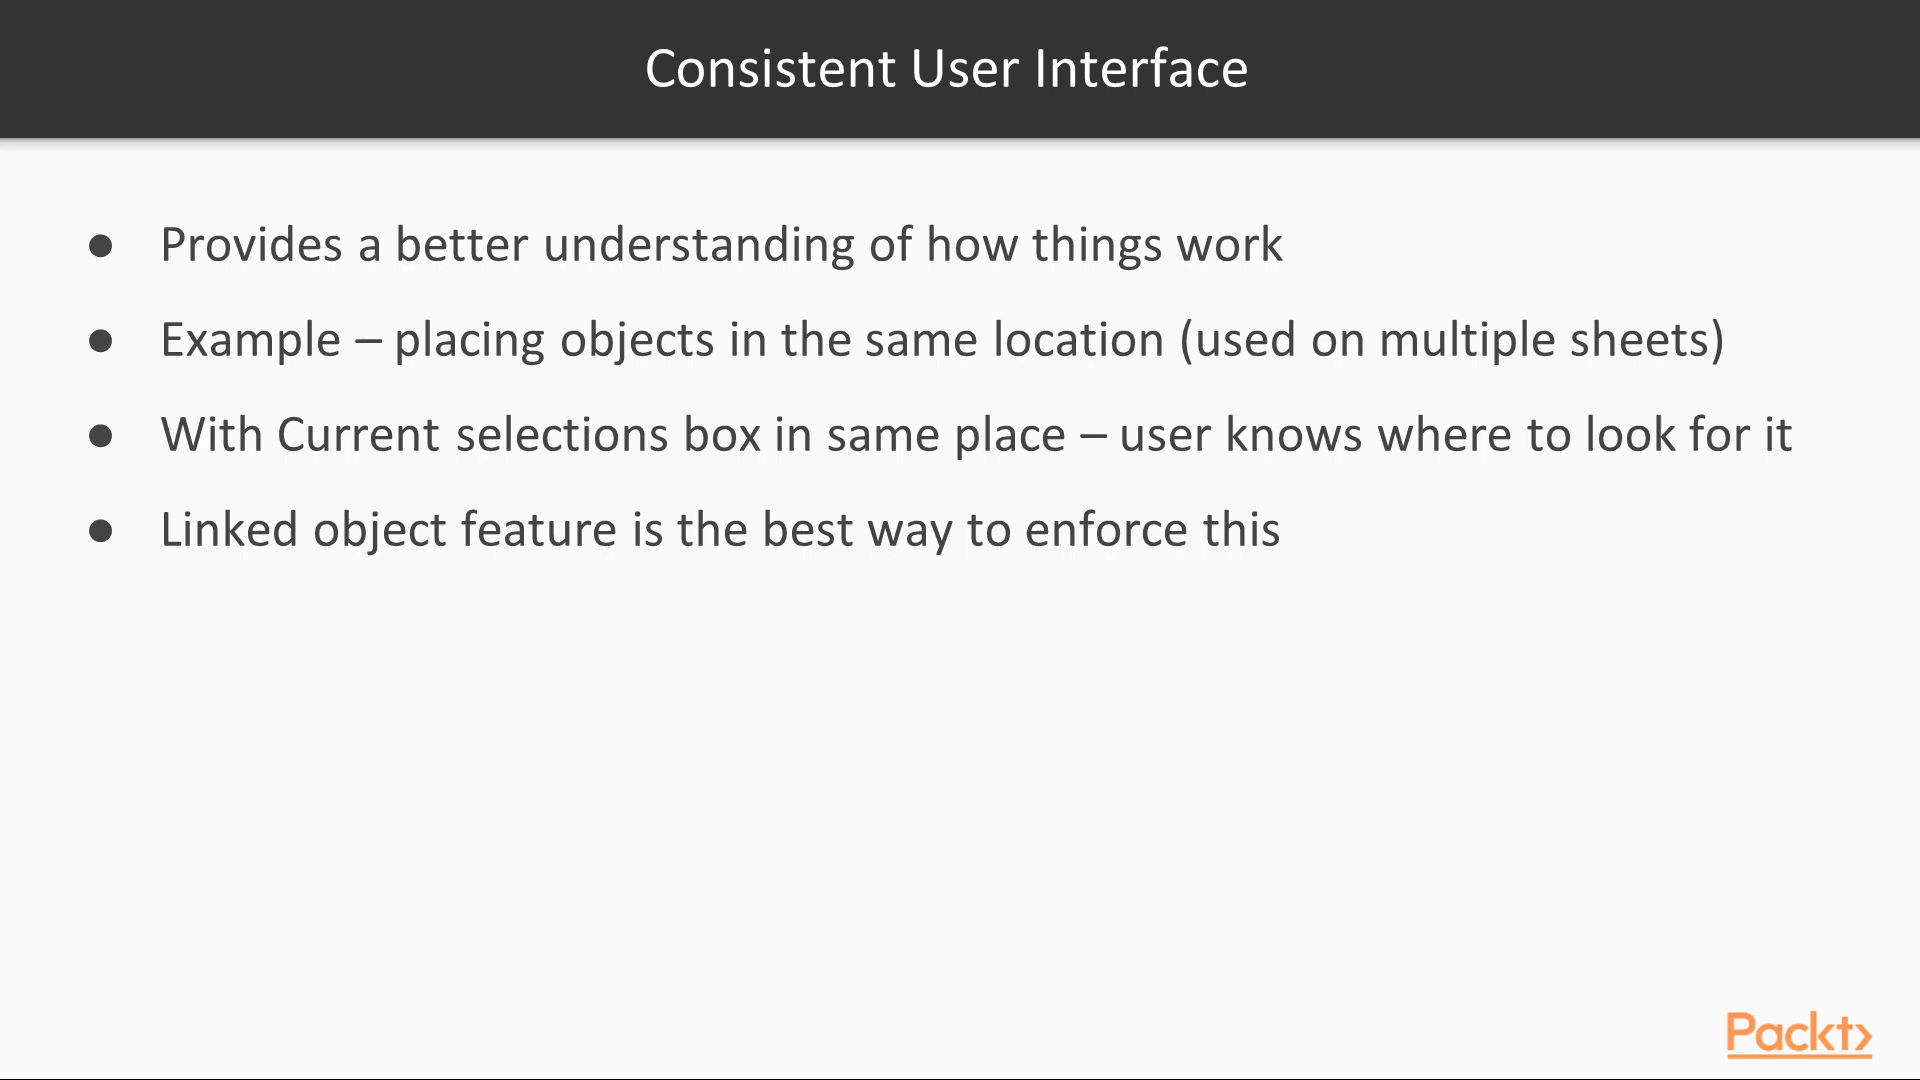 Consistent User Interface
● Provides a better understanding of how things work
● Example – placing objects in the same location (used on multiple sheets)
● With Current selections box in same place – user knows where to look for it
● Linked object feature is the best way to enforce this
Packt>